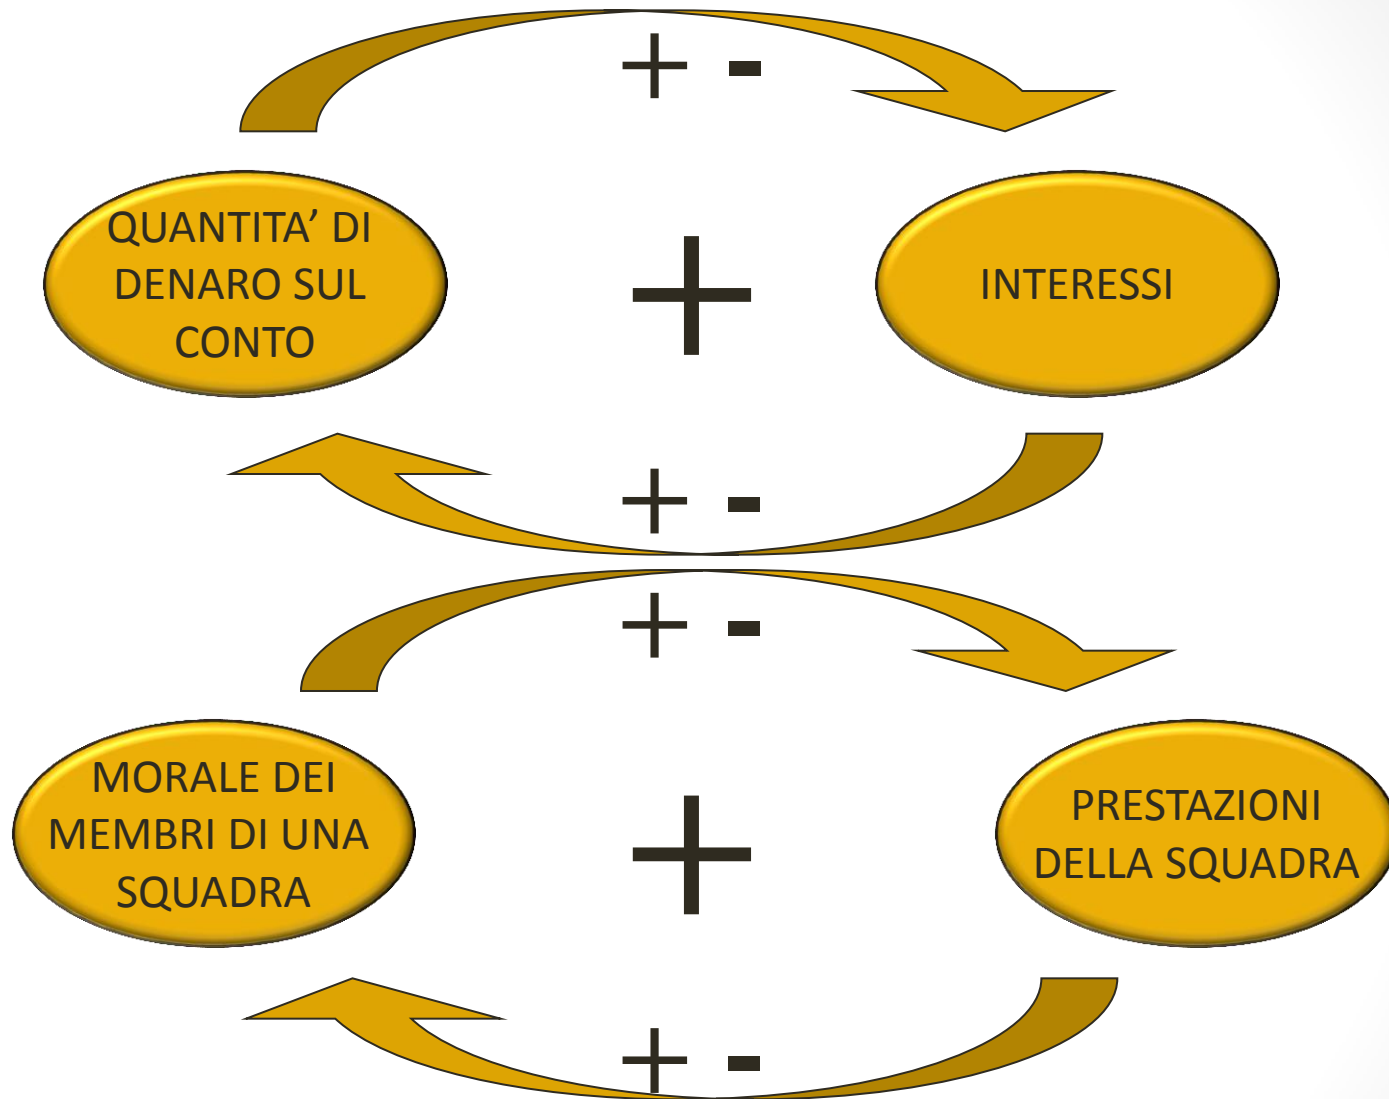 + -
QUANTITA’ DI
DENARO SUL
CONTO
+
INTERESSI
+ -
+ -
MORALE DEI
MEMBRI DI UNA
SQUADRA
+
PRESTAZIONI
DELLA SQUADRA
+ -